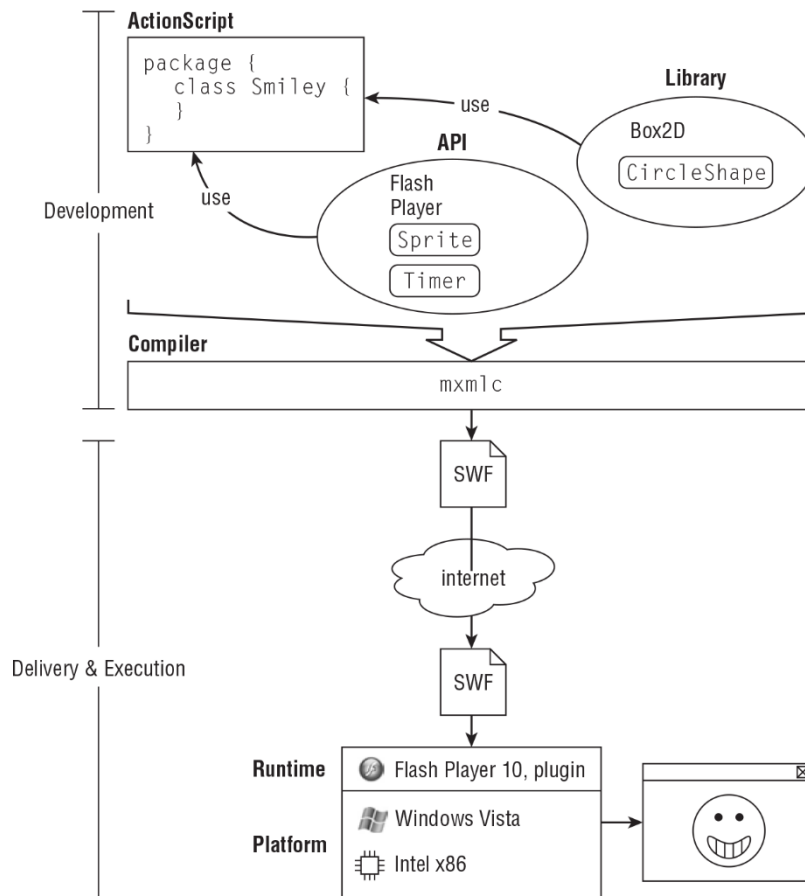 ActionScript
package {
class Smiley {
}
}
use
Library
Box2D
CircleShape
API
use
Flash
Player
Sprite
Timer
Development
Compiler
mxmlc
SWF
internet
Delivery & Execution
SWF
Runtime
Flash Player 10, plugin
Platform
Windows Vista
Intel x86